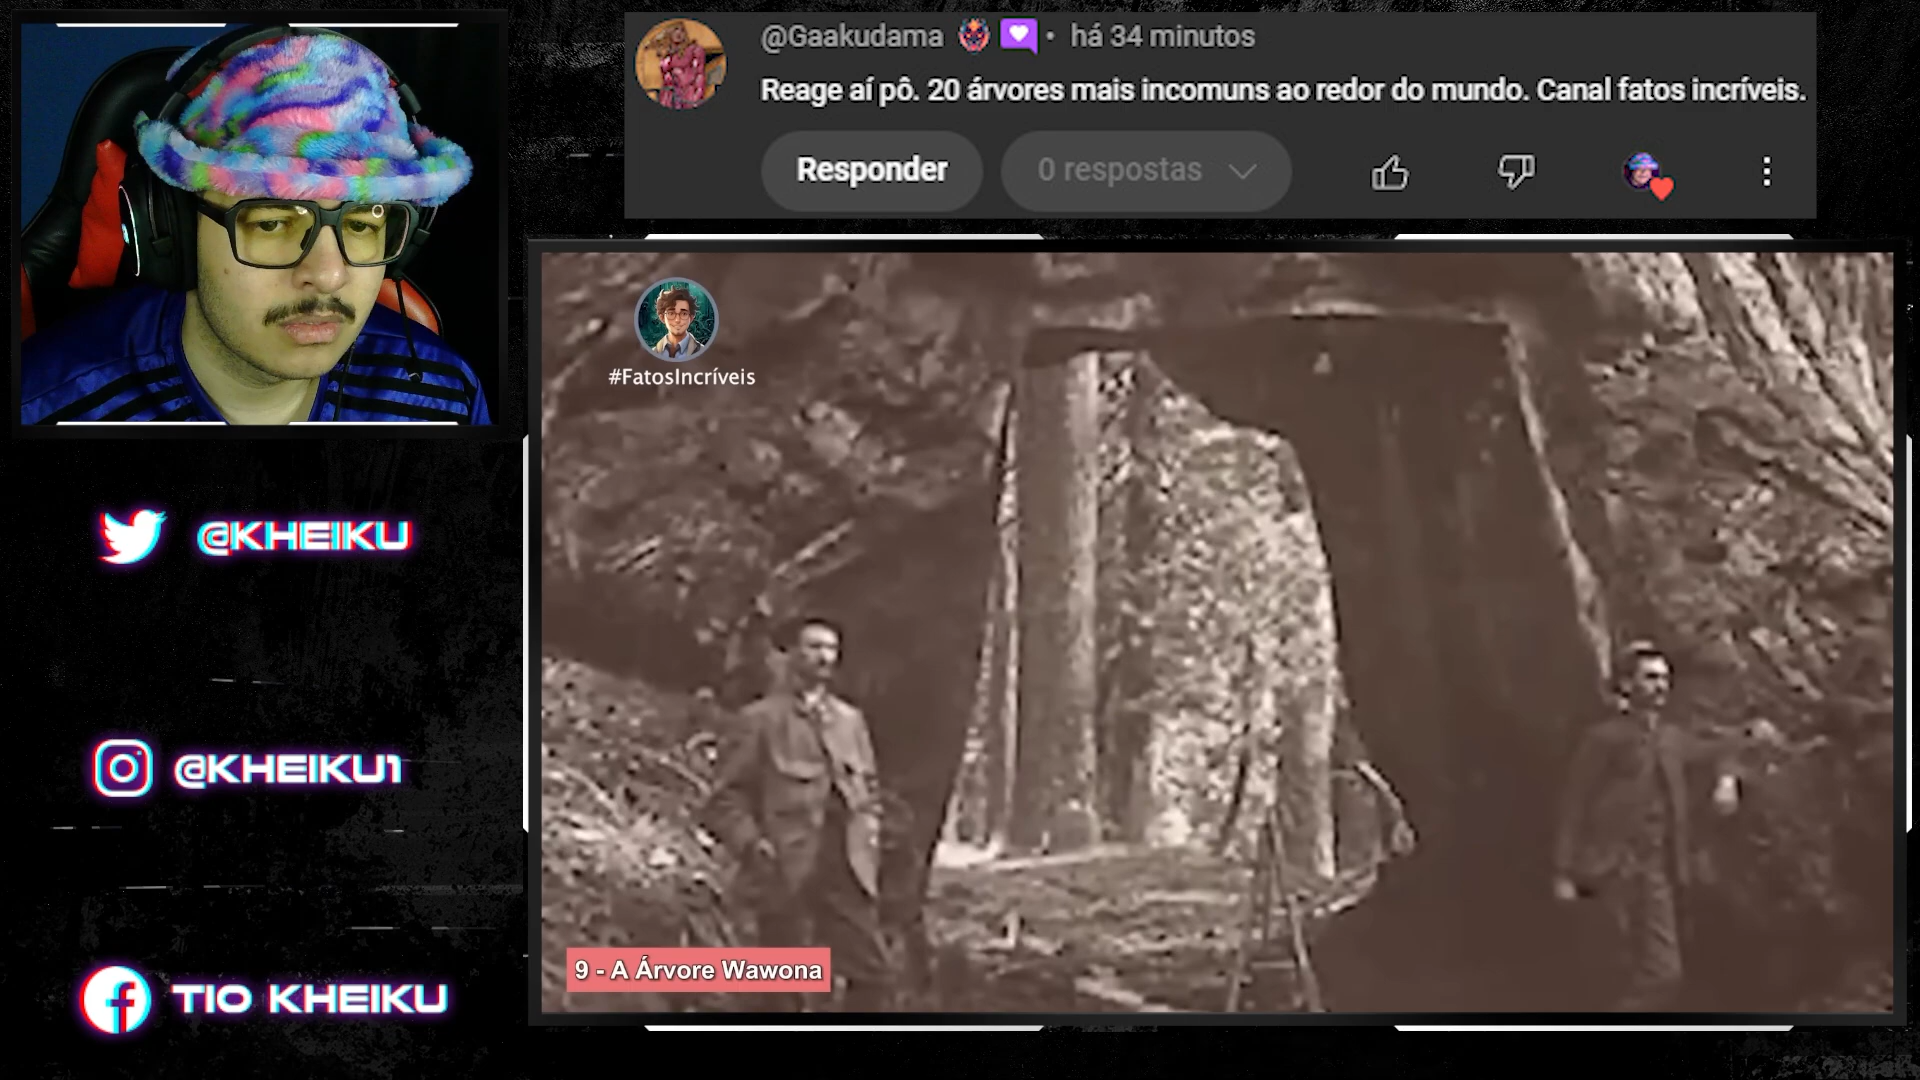 @Gaakudama • há 34 minutos
Reage aí pô. 20 árvores mais incomuns ao redor do mundo. Canal fatos incríveis.
Responder
0 respostas
#FatosIncríveis
@KHEIKU
@KHEIKU1
TIO KHEIKU
9 - A Árvore Wawona